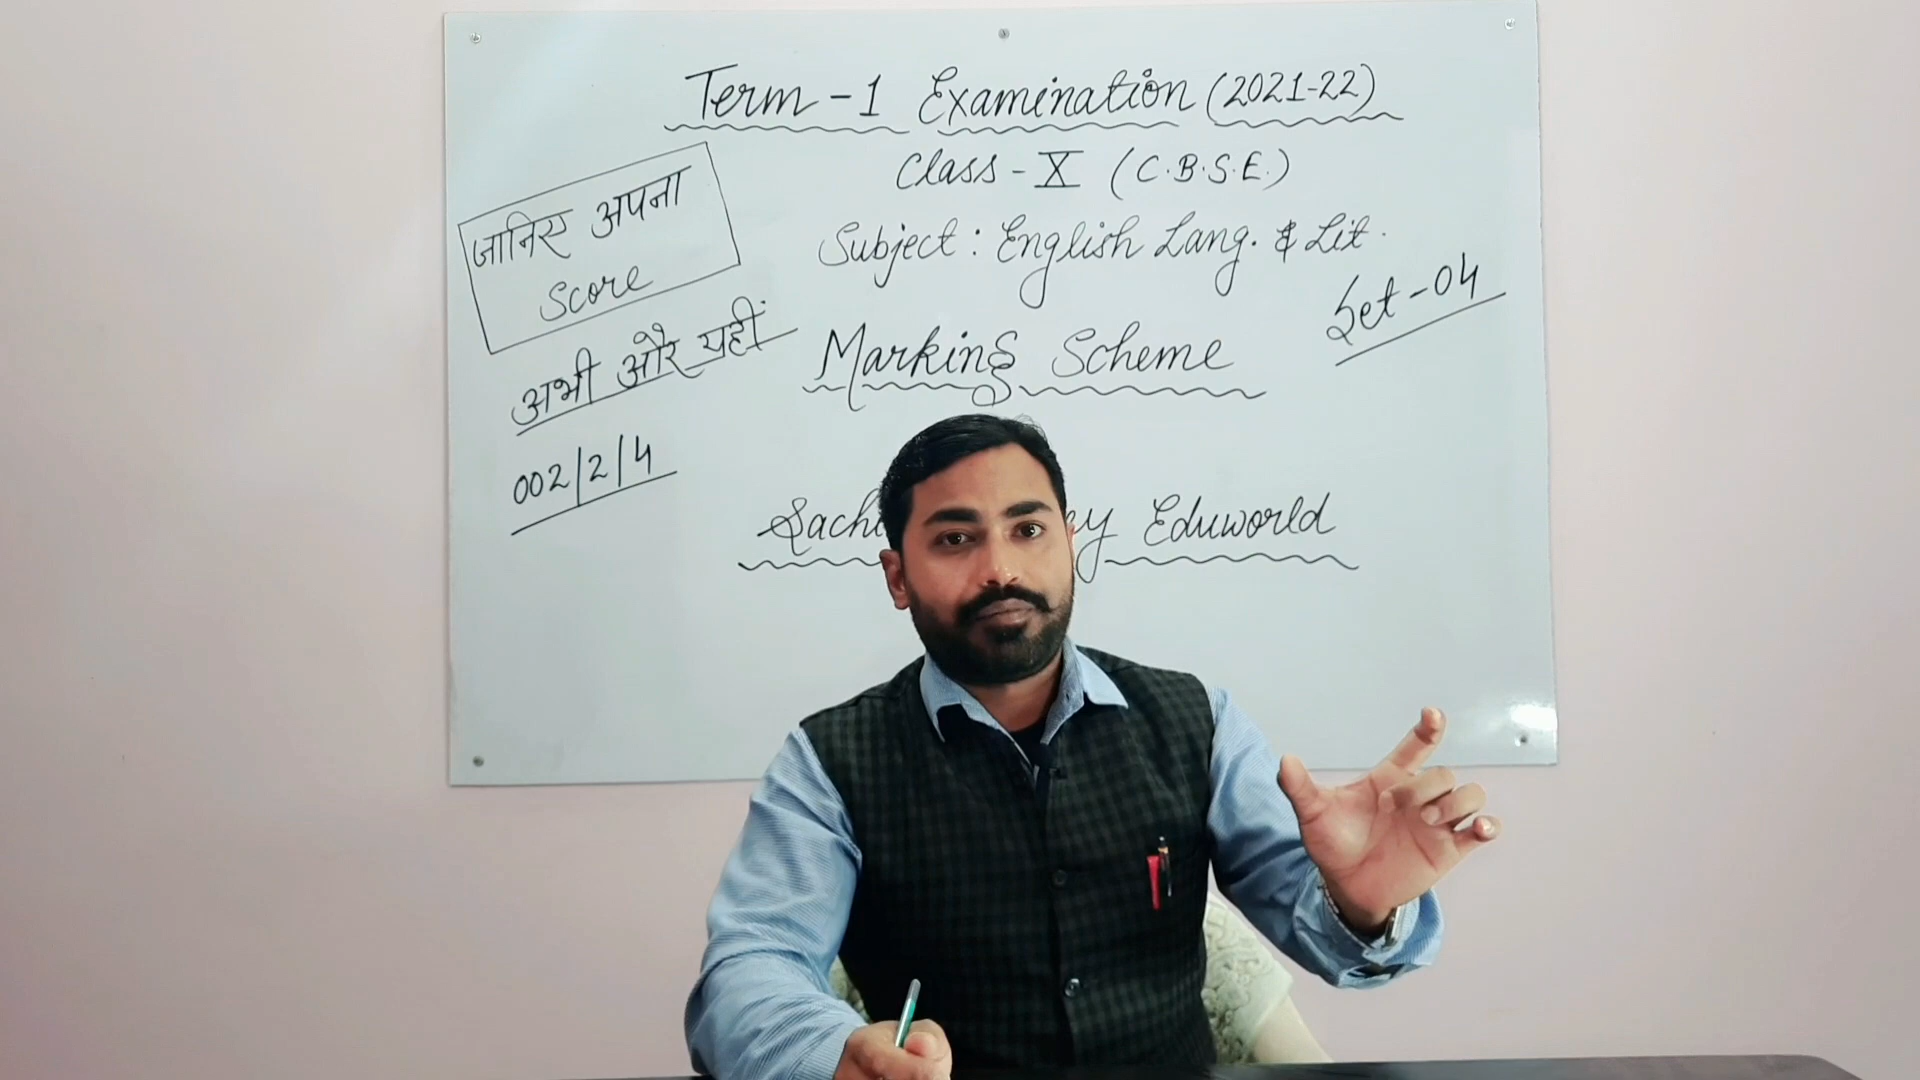 Term-1 Examination (2021-22)
Class-X (C.B.S.E.)
Subject: English Lang. & Lit.
Set-04
Marking Scheme
जानिए अपना
Score
अभी और यहीं
002/2/4
Eduworld